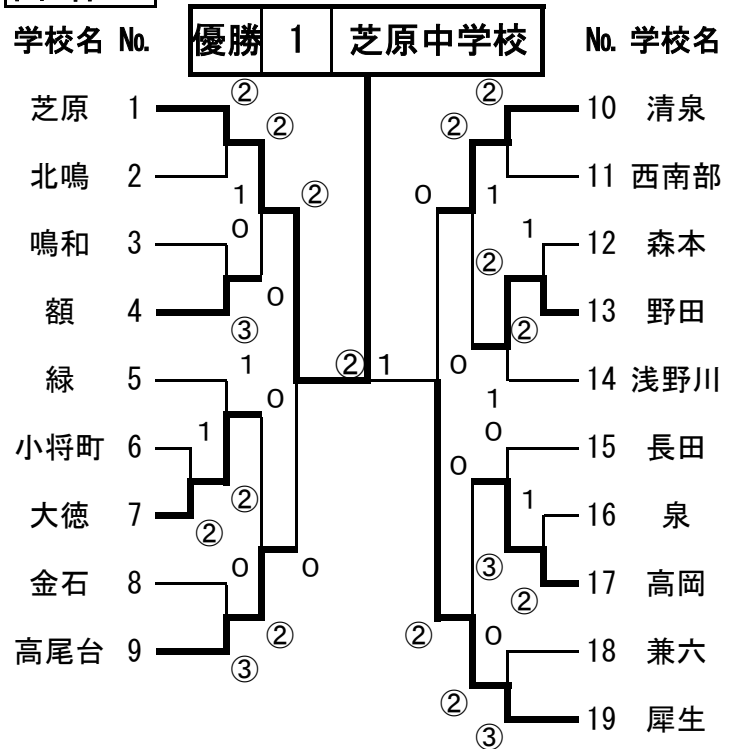 優勝 1 芝原中学校
学校名 No.
No. 学校名
芝原 1
② ②
② ②
10 清泉
北鳴 2
1 ②
0 1
11 西南部
鳴和 3
0
② 1
12 森本
額 4
③ 0
②
13 野田
緑 5
1 0
② 1
0 1
14 浅野川
小将町 6
1
0 0
15 長田
大徳 7
② ②
1
16 泉
金石 8
0 0
③ ②
17 高岡
高尾台 9
③ ②
② 0
18 兼六
② ③
19 犀生